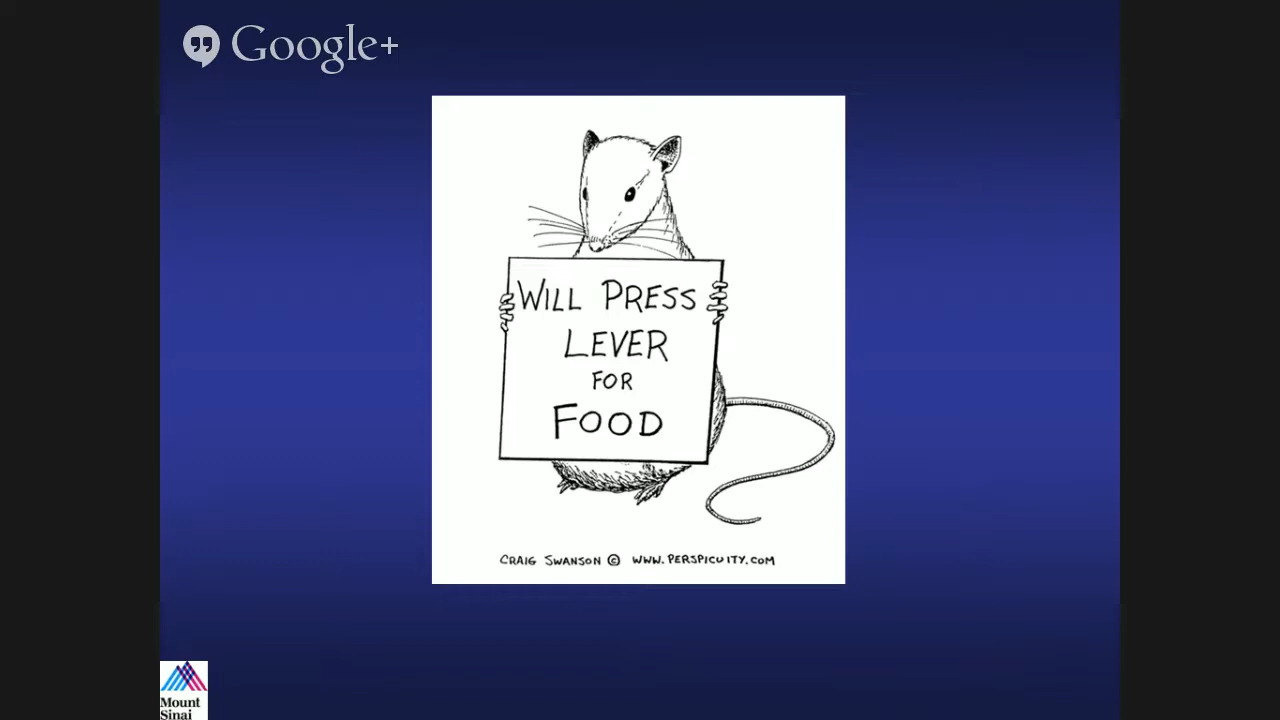 Google+
WILL PRESS
LEVER
FOR
FOOD
CRAIG SWANSON © WWW.PERSPICUITY.COM
Mount
Sinai